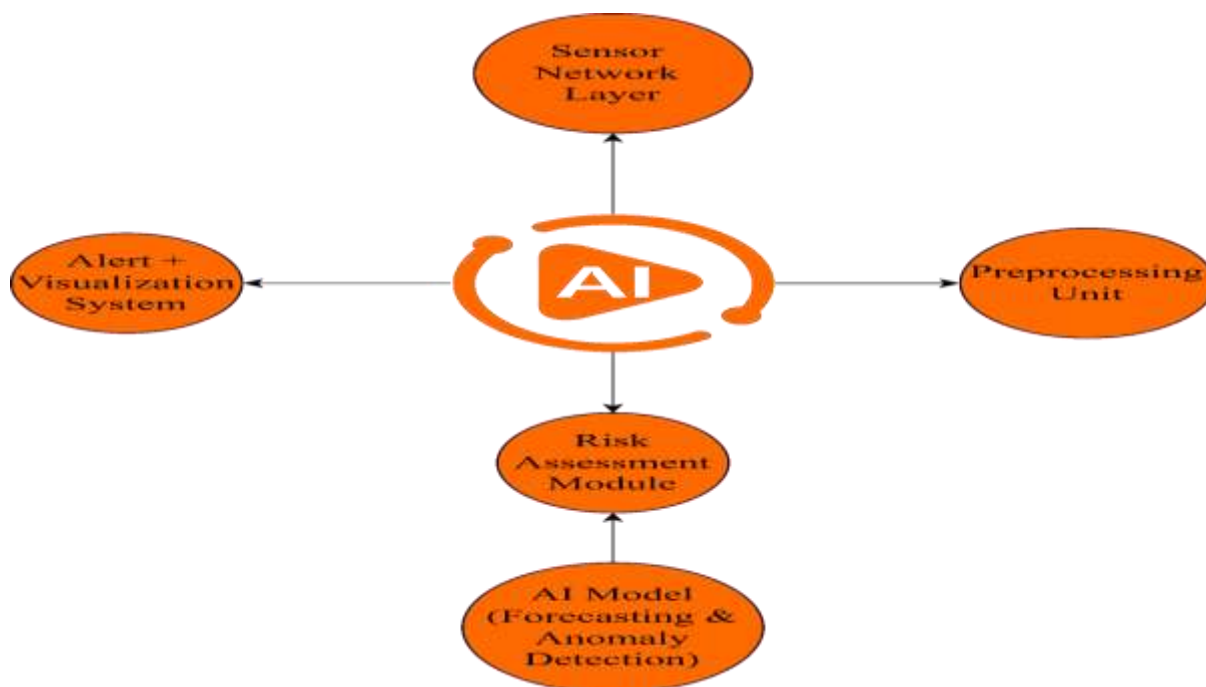 Sensor
Network
Layer
Alert +
Visualization
System
AI
Preprocessing
Unit
Risk
Assessment
Module
AI Model
(Forecasting &
Anomaly
Detection)